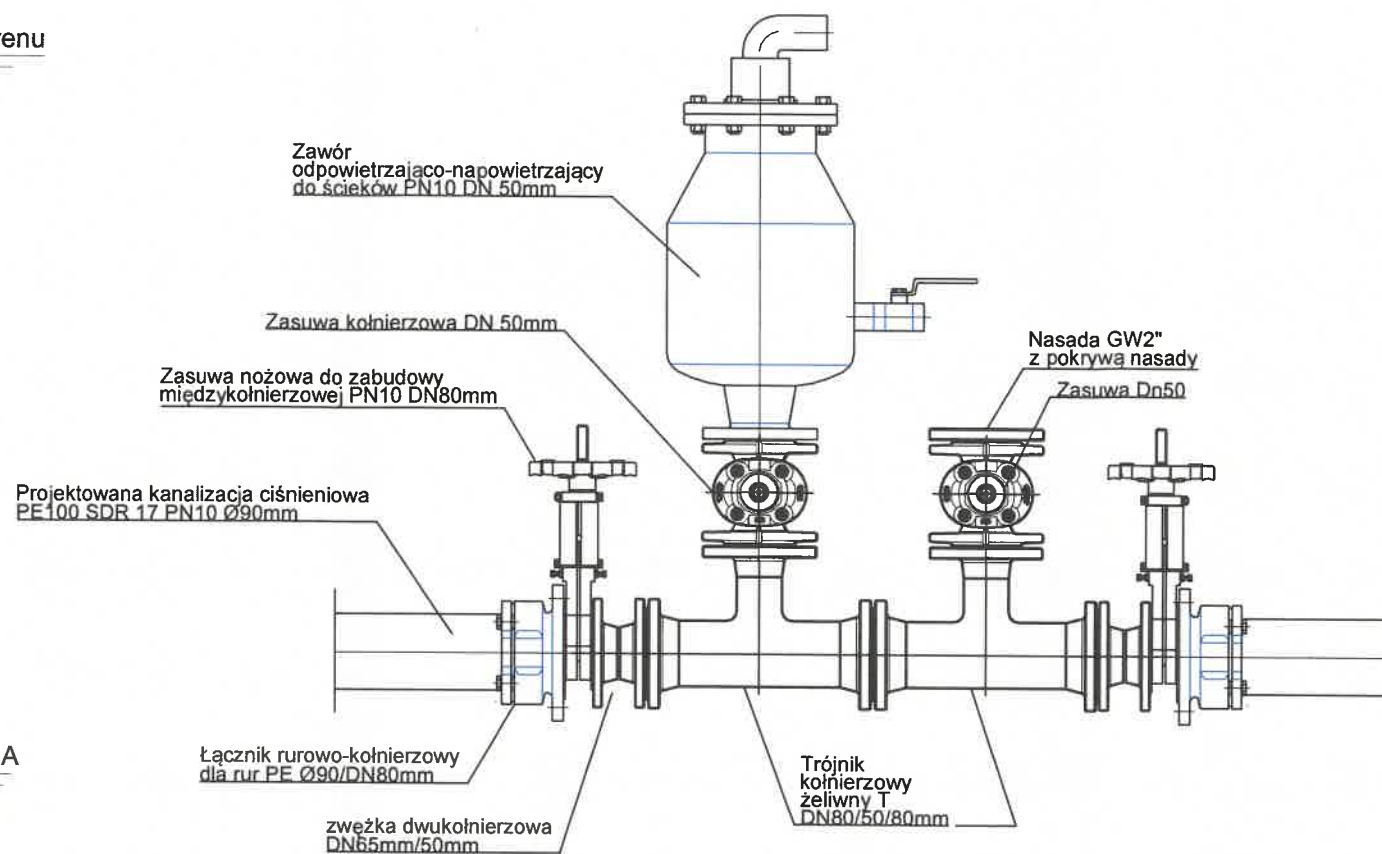 renu
Zawór
odpowietrzająco-napowietrzający
do ścieków PN10 DN 50mm
Zasuwa kołnierzowa DN 50mm
Nasada GW2"
z pokrywą nasady
Zasuwa Dn50
Zasuwa nożowa do zabudowy
międzykołnierzowej PN10 DN80mm
Projektowana kanalizacja ciśnieniowa
PE100 SDR 17 PN10 Ø90mm
A
Łącznik rurowo-kołnierzowy
dla rur PE Ø90/DN80mm
Trójnik
kołnierzowy
żeliwny T
DN80/50/80mm
zwężka dwukołnierzowa
DN65mm/50mm